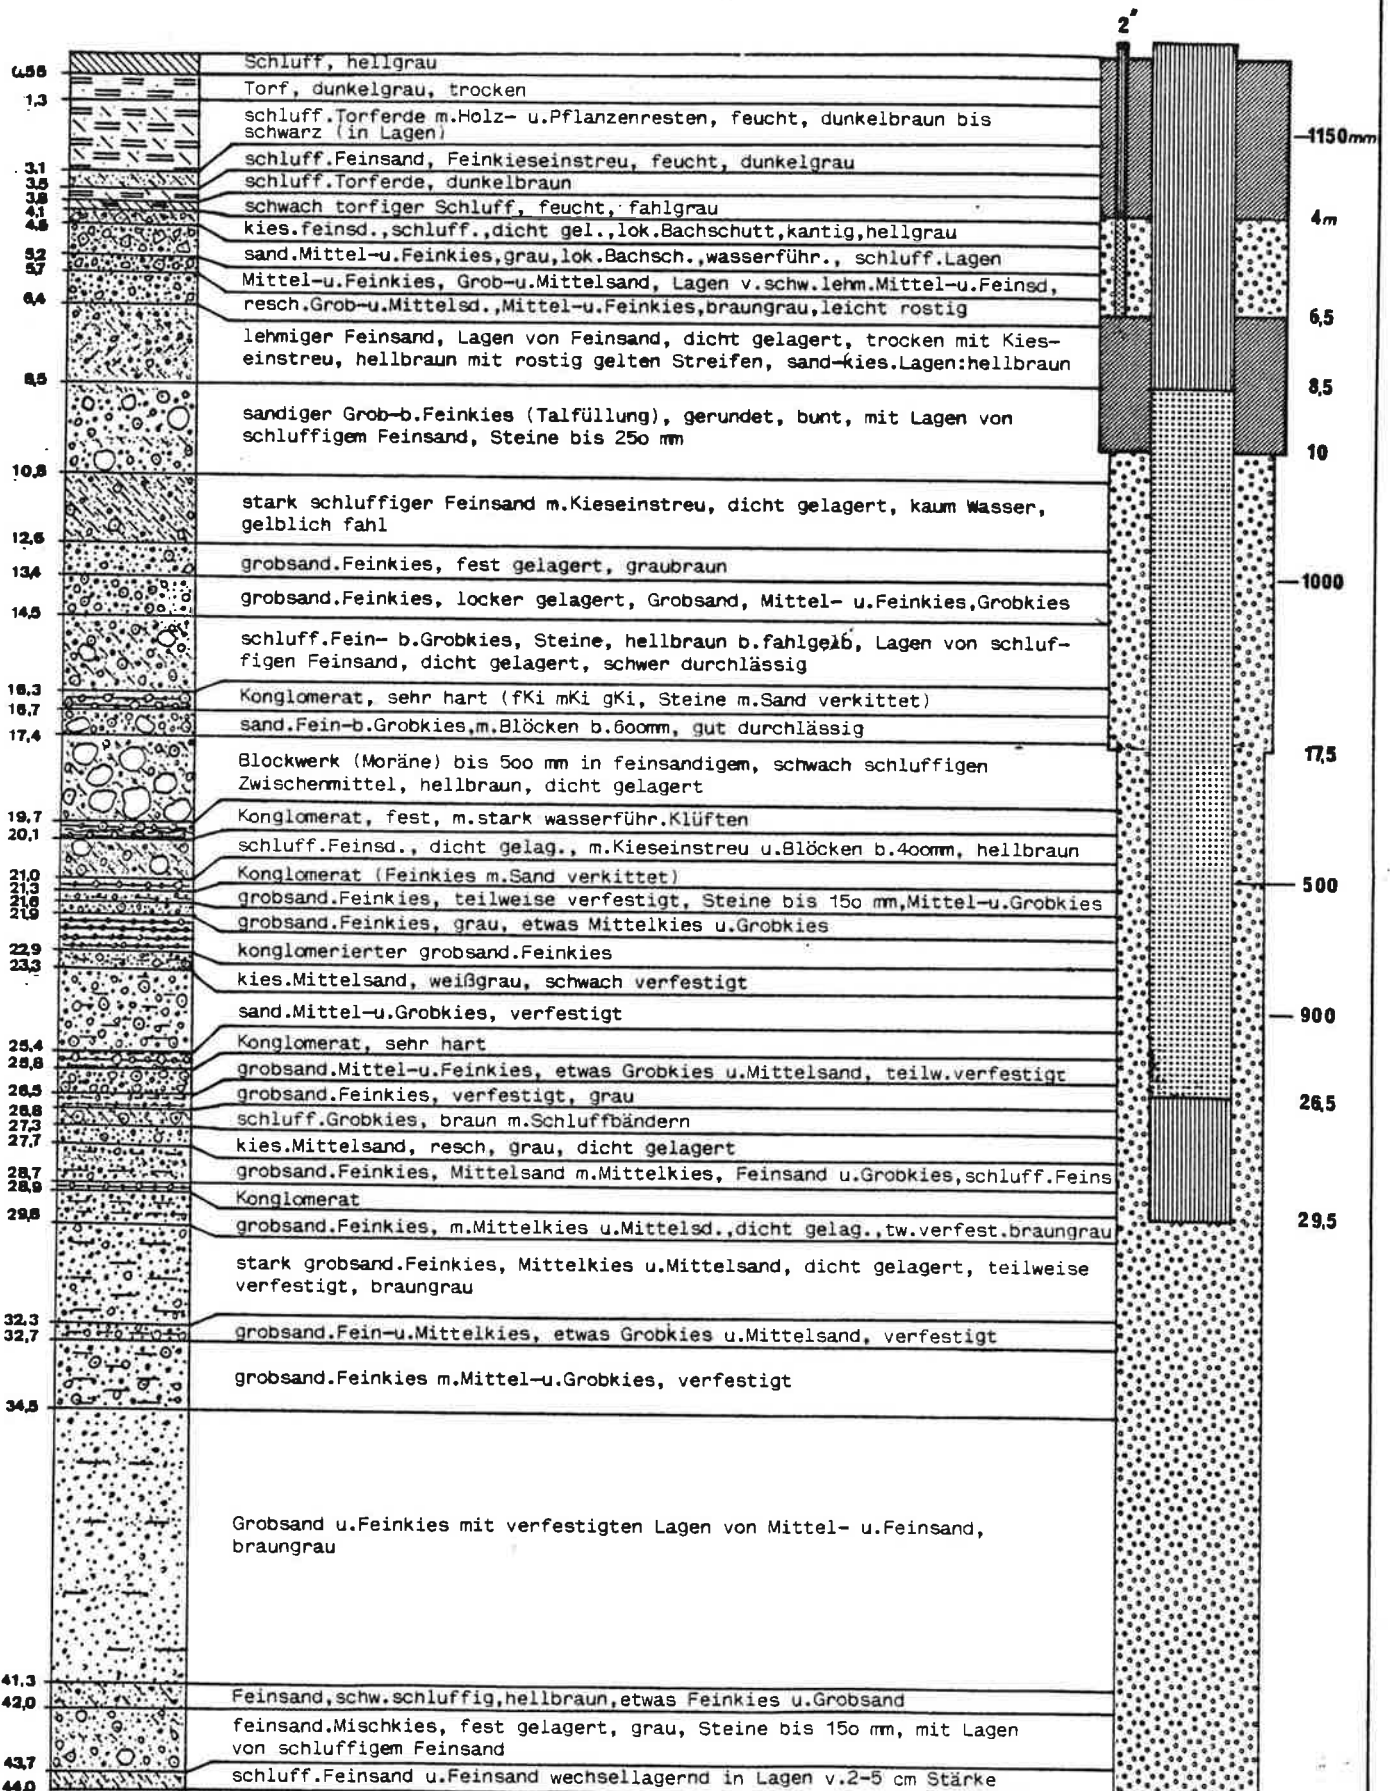 2"
Schluff, hellgrau
0,56
Torf, dunkelgrau, trocken
1,3
schluff.Torferde m.Holz- u.Pflanzenresten, feucht, dunkelbraun bis
schwarz (in Lagen)
1150mm
3,1
schluff.Feinsand, Feinkieseinstreu, feucht, dunkelgrau
3,5
schluff.Torferde, dunkelbraun
3,8
schwach torfiger Schluff, feucht, fahlgrau
4,1
4m
4,5
kies.feinsd.,schluff.,dicht gel.,lok.Bachschutt,kantig,hellgrau
5,2
sand.Mittel-u.Feinkies,grau,lok.Bachsch.,wasserführ., schluff.Lagen
5,7
Mittel-u.Feinkies, Grob-u.Mittelsand, Lagen v.schw.lehm.Mittel-u.Feinsd,
6,4
resch.Grob-u.Mittelsd.,Mittel-u.Feinkies,braungrau,leicht rostig
6,5
lehmiger Feinsand, Lagen von Feinsand, dicht gelagert, trocken mit Kies-
einstreu, hellbraun mit rostig gelten Streifen, sand-kies.Lagen:hellbraun
8,5
8,5
sandiger Grob-b.Feinkies (Talfüllung), gerundet, bunt, mit Lagen von
schluffigem Feinsand, Steine bis 25o mm
10
10,8
stark schluffiger Feinsand m.Kieseinstreu, dicht gelagert, kaum Wasser,
gelblich fahl
12,6
grobsand.Feinkies, fest gelagert, graubraun
13,4
1000
grobsand.Feinkies, locker gelagert, Grobsand, Mittel- u.Feinkies,Grobkies
14,5
schluff.Fein- b.Grobkies, Steine, hellbraun b.fahlgelb, Lagen von schluf-
figen Feinsand, dicht gelagert, schwer durchlässig
16,3
Konglomerat, sehr hart (fKi mKi gKi, Steine m.Sand verkittet)
16,7
sand.Fein-b.Grobkies,m.Blöcken b.6oomm, gut durchlässig
17,4
17,5
Blockwerk (Moräne) bis 5oo mm in feinsandigem, schwach schluffigen
Zwischenmittel, hellbraun, dicht gelagert
19,7
Konglomerat, fest, m.stark wasserführ.Klüften
20,1
schluff.Feinsd., dicht gelag., m.Kieseinstreu u.Blöcken b.4oomm, hellbraun
21,0
Konglomerat (Feinkies m.Sand verkittet)
21,3
500
grobsand.Feinkies, teilweise verfestigt, Steine bis 15o mm,Mittel-u.Grobkies
21,6
21,9
grobsand.Feinkies, grau, etwas Mittelkies u.Grobkies
22,9
konglomerierter grobsand.Feinkies
23,3
kies.Mittelsand, weißgrau, schwach verfestigt
sand.Mittel-u.Grobkies, verfestigt
900
25,4
Konglomerat, sehr hart
25,8
grobsand.Mittel-u.Feinkies, etwas Grobkies u.Mittelsand, teilw.verfestigt
26,5
grobsand.Feinkies, verfestigt, grau
26,5
26,8
schluff.Grobkies, braun m.Schluffbändern
27,3
27,7
kies.Mittelsand, resch, grau, dicht gelagert
28,7
grobsand.Feinkies, Mittelsand m.Mittelkies, Feinsand u.Grobkies,schluff.Feins
28,9
Konglomerat
29,8
grobsand.Feinkies, m.Mittelkies u.Mittelsd.,dicht gelag.,tw.verfest.braungrau
29,5
stark grobsand.Feinkies, Mittelkies u.Mittelsand, dicht gelagert, teilweise
verfestigt, braungrau
32,3
32,7
grobsand.Fein-u.Mittelkies, etwas Grobkies u.Mittelsand, verfestigt
grobsand.Feinkies m.Mittel-u.Grobkies, verfestigt
34,5
Grobsand u.Feinkies mit verfestigten Lagen von Mittel- u.Feinsand,
braungrau
41,3
Feinsand,schw.schluffig,hellbraun,etwas Feinkies u.Grobsand
42,0
feinsand.Mischkies, fest gelagert, grau, Steine bis 15o mm, mit Lagen
von schluffigem Feinsand
43,7
schluff.Feinsand u.Feinsand wechsellagernd in Lagen v.2-5 cm Stärke
44,0